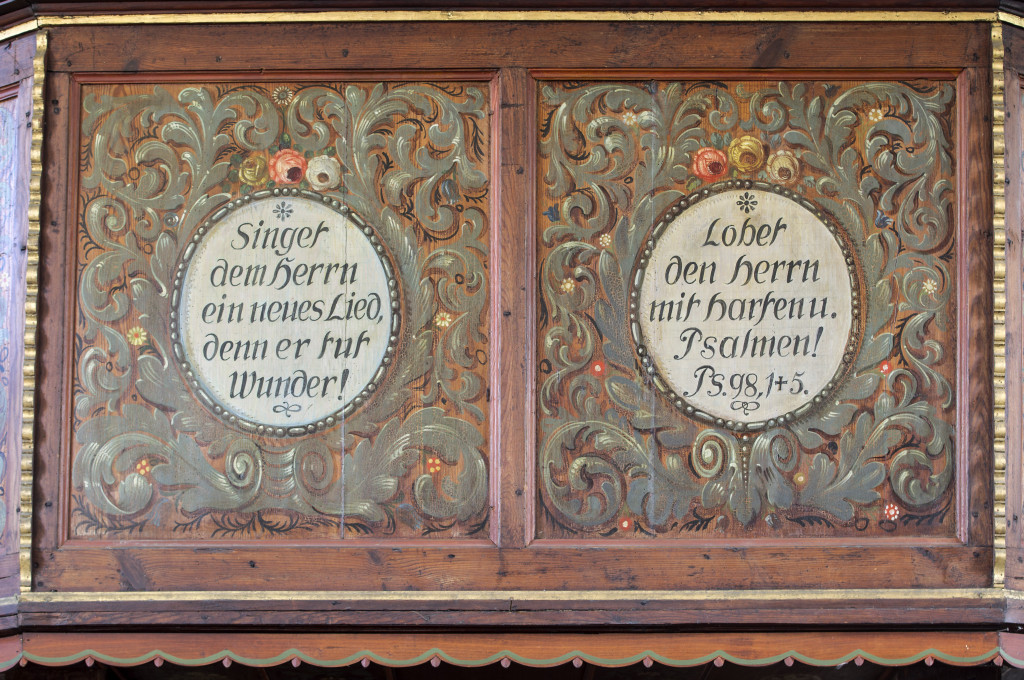 Singet
dem Herrn
ein neues Lied,
denn er tut
Wunder!
Lobet
den Herrn
mit Harfen u.
Psalmen!
Ps. 98, 1+5.